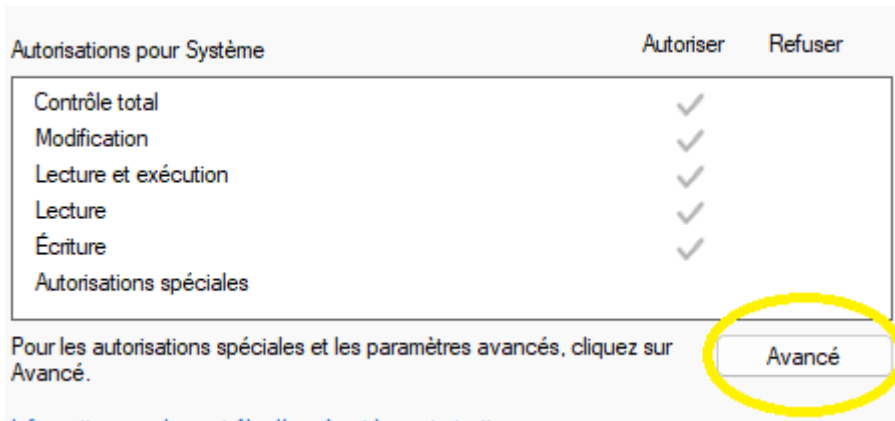 Autorisations pour Système Autoriser Refuser
Contrôle total
Modification
Lecture et exécution
Lecture
Écriture
Autorisations spéciales
Pour les autorisations spéciales et les paramètres avancés, cliquez sur
Avancé.
Avancé